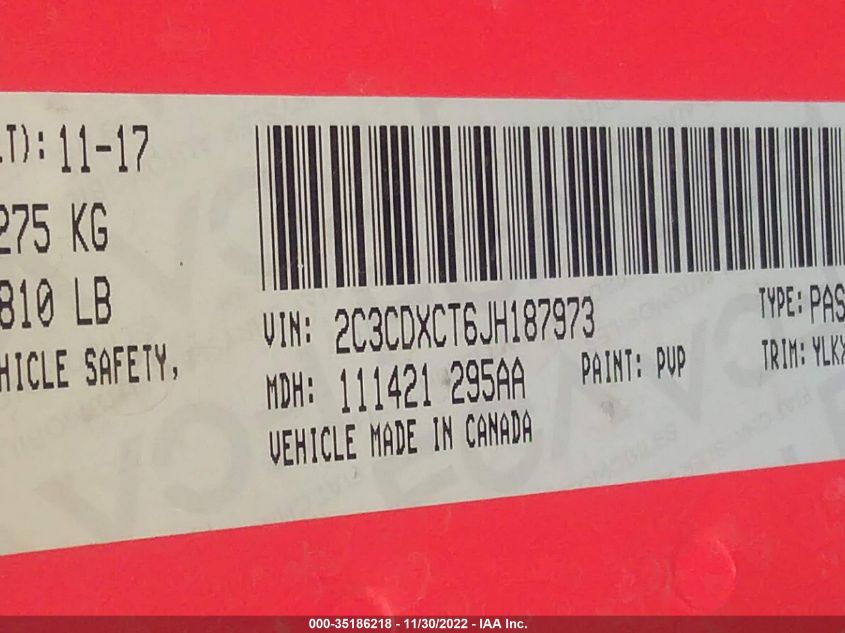 .T): 11-17
275 KG
810 LB
HICLE SAFETY,
VIN: 2C3CDXCT6JH187973
TYPE: PAS
MDH: 111421 295AA
PAINT: PVP
TRIM: YLKX
VEHICLE MADE IN CANADA
000-35186218 - 11/30/2022 - IAA Inc.